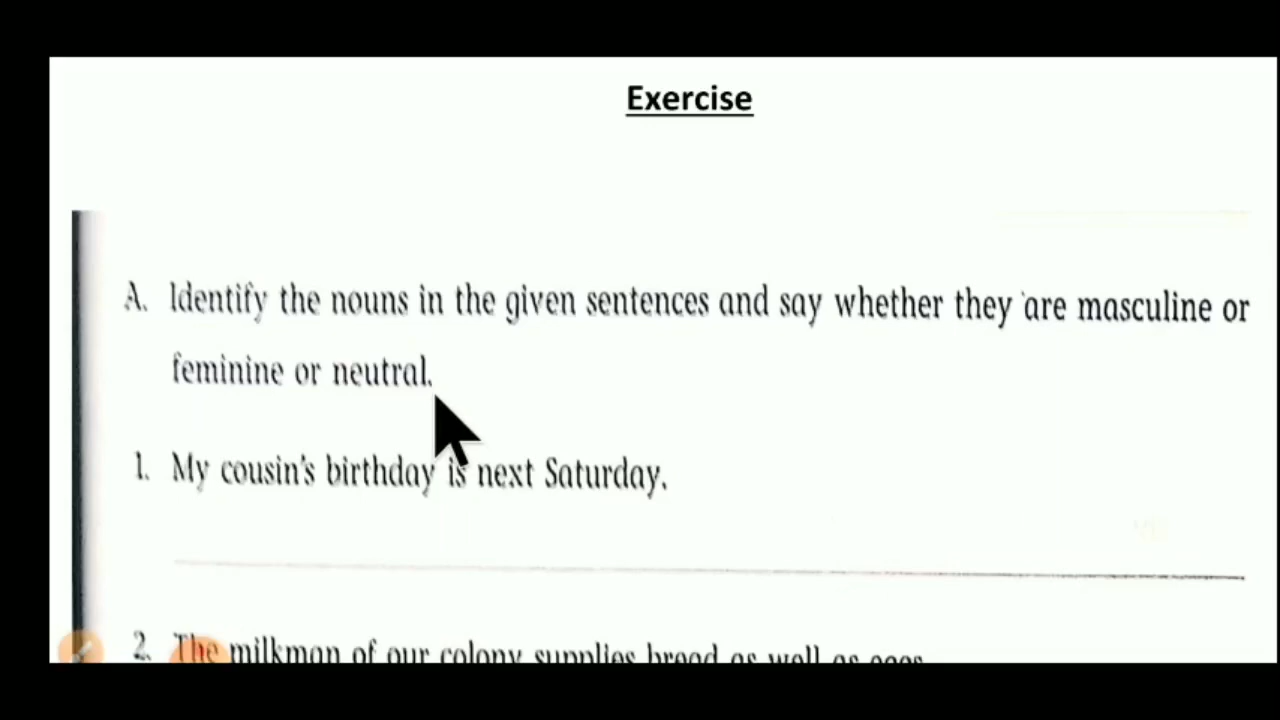 Exercise
A. Identify the nouns in the given sentences and say whether they are masculine or
feminine or neutral.
1. My cousin's birthday is next Saturday.
2. The milkman of our colony supplies bread as well as eggs